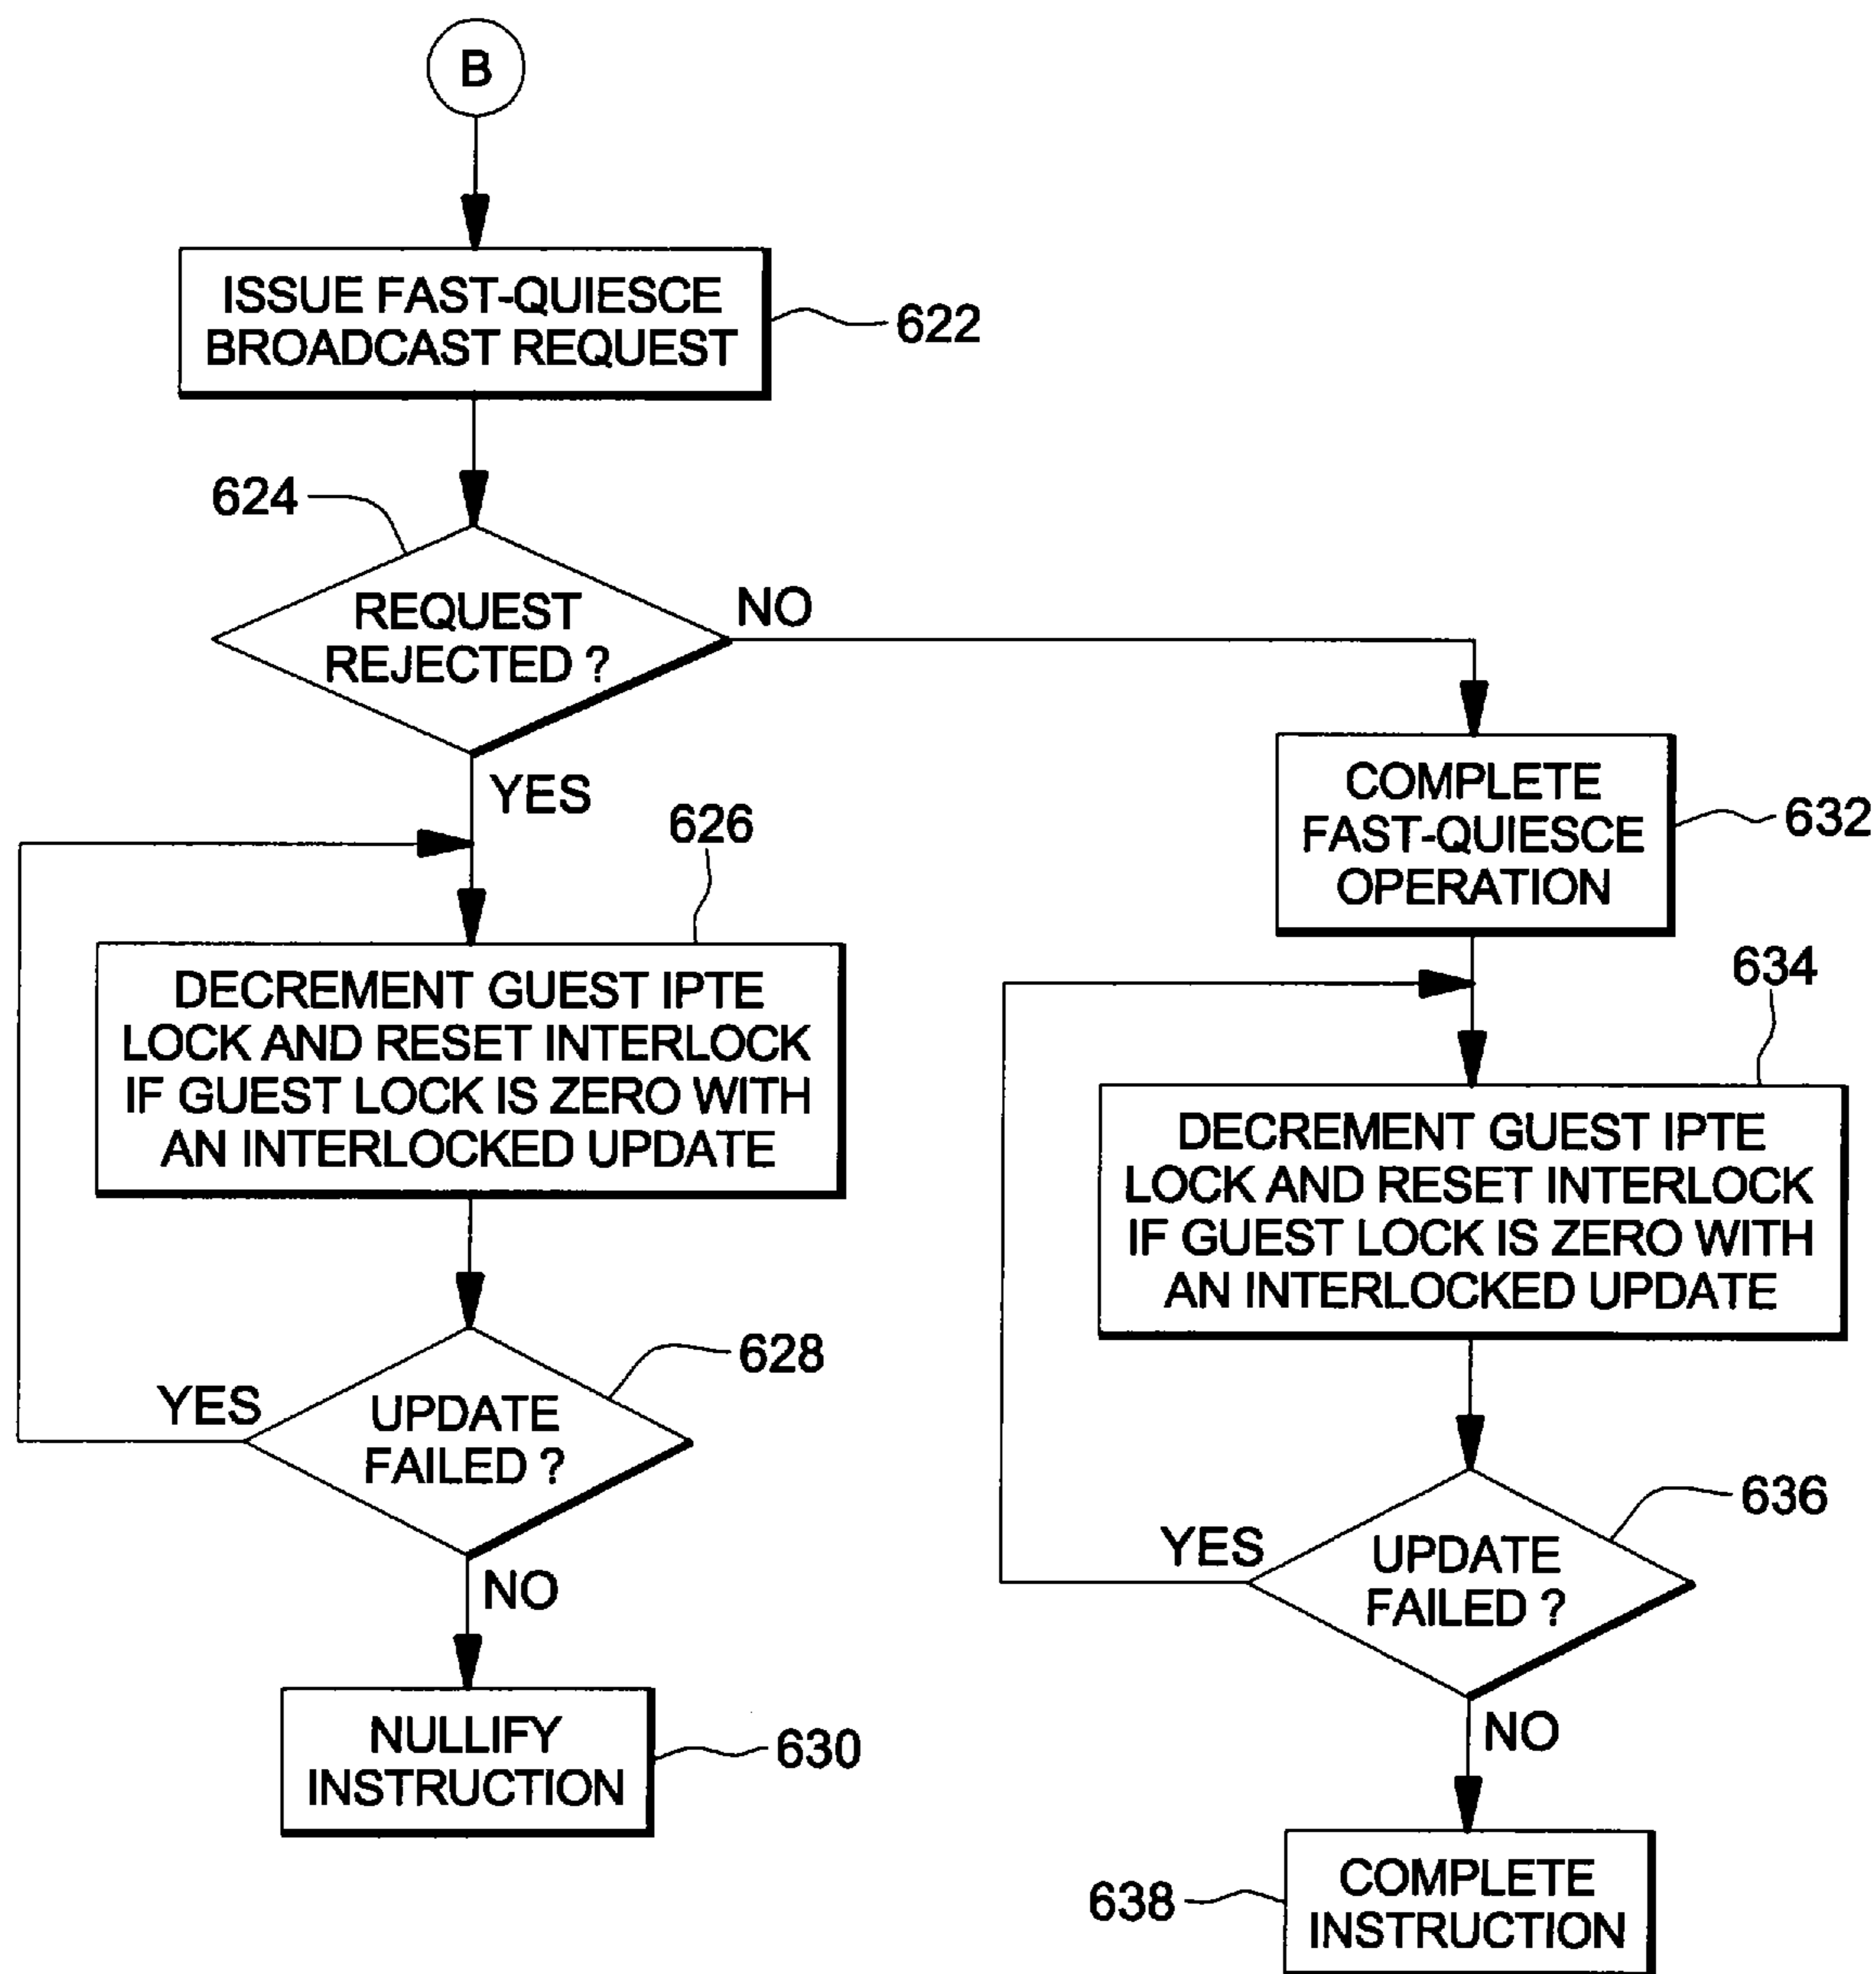 B
ISSUE FAST-QUIESCE
BROADCAST REQUEST
622
624
REQUEST
REJECTED ?
NO
YES
626
DECREMENT GUEST IPTE
LOCK AND RESET INTERLOCK
IF GUEST LOCK IS ZERO WITH
AN INTERLOCKED UPDATE
628
UPDATE
FAILED ?
YES
NO
NULLIFY
INSTRUCTION
630
COMPLETE
FAST-QUIESCE
OPERATION
632
634
DECREMENT GUEST IPTE
LOCK AND RESET INTERLOCK
IF GUEST LOCK IS ZERO WITH
AN INTERLOCKED UPDATE
636
UPDATE
FAILED ?
YES
NO
638
COMPLETE
INSTRUCTION